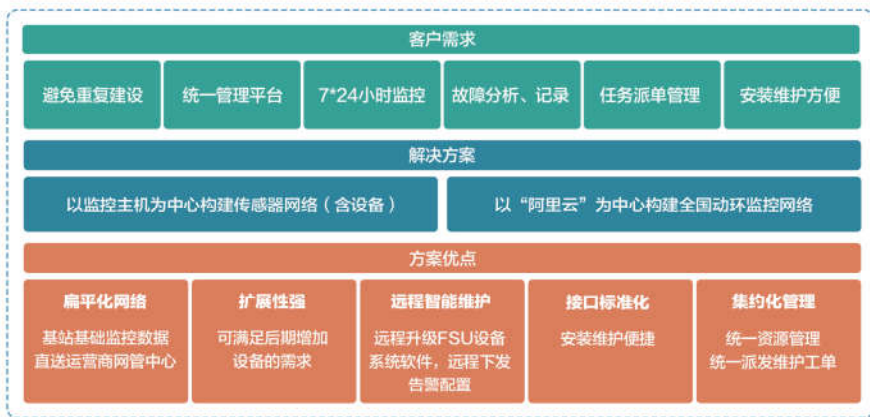 客户需求
避免重复建设
统一管理平台
7*24小时监控
故障分析、记录
任务派单管理
安装维护方便
解决方案
以监控主机为中心构建传感器网络（含设备）
以“阿里云”为中心构建全国动环监控网络
方案优点
扁平化网络
基站基础监控数据
直送运营商网管中心
扩展性强
可满足后期增加
设备的需求
远程智能维护
远程升级FSU设备
系统软件，远程下发
告警配置
接口标准化
安装维护便捷
集约化管理
统一资源管理
统一派发维护工单